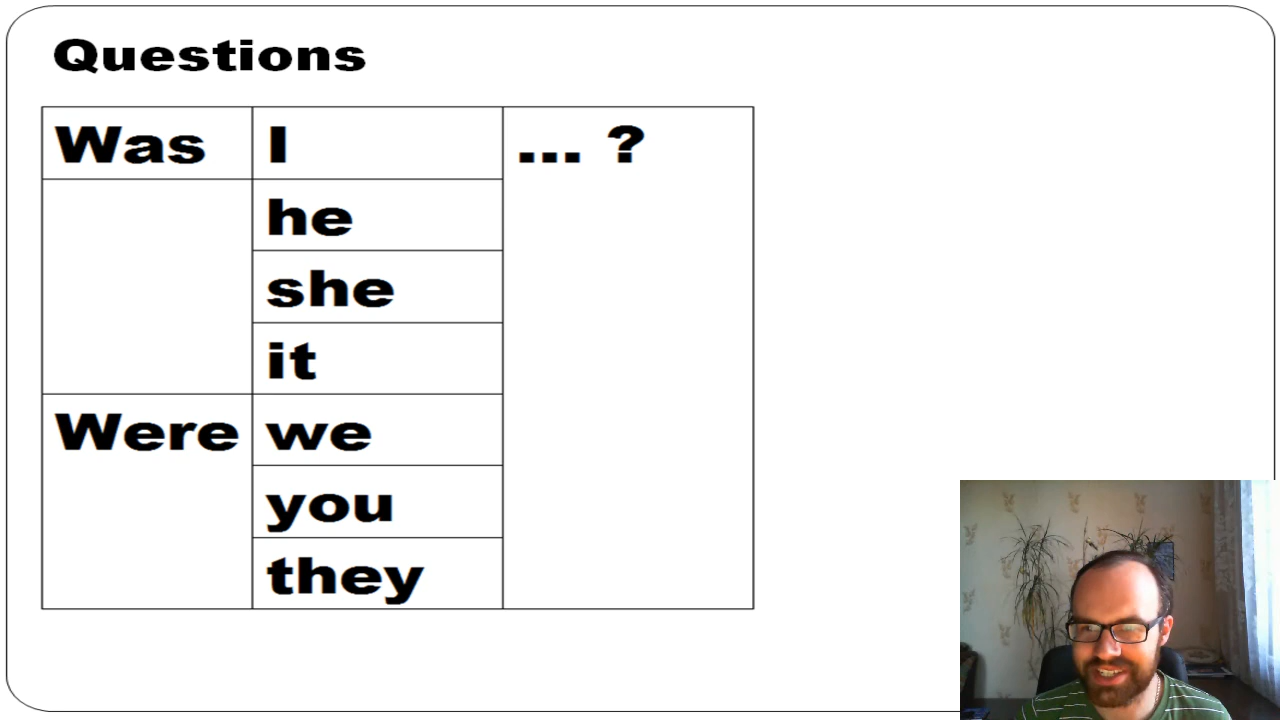 Questions
Was I ... ?
he
she
it
Were we
you
they